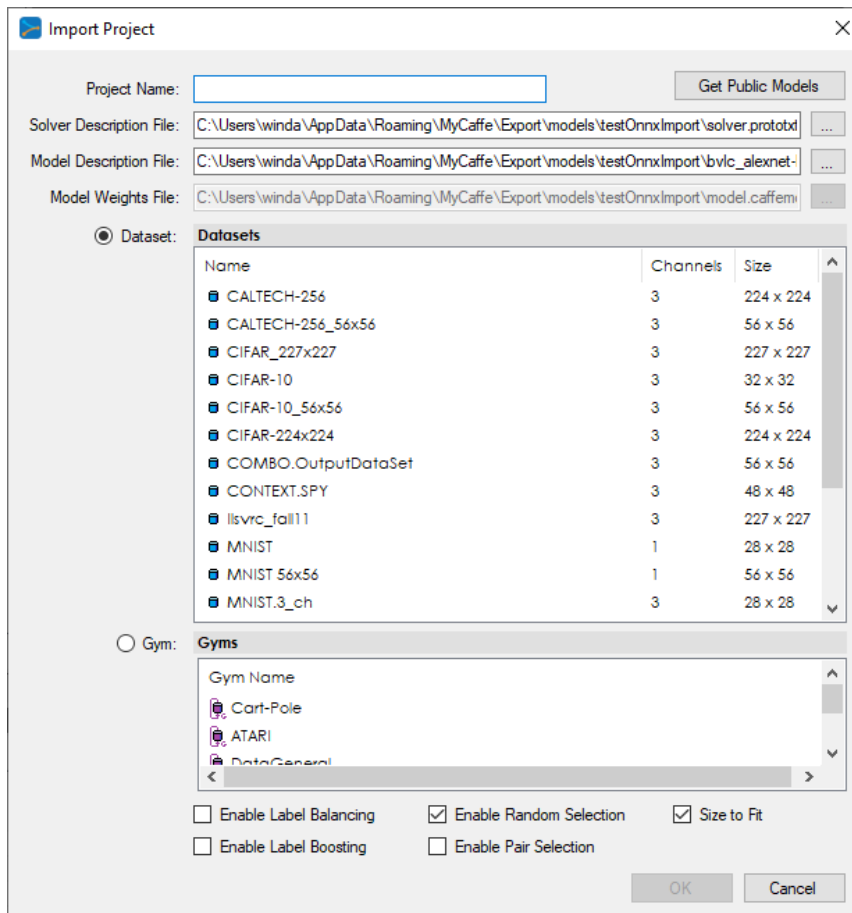 Import Project
Project Name: Get Public Models
Solver Description File: C:\Users\winda\AppData\Roaming\MyCaffe\Export\models\testOnnxImport\solver.prototxt ...
Model Description File: C:\Users\winda\AppData\Roaming\MyCaffe\Export\models\testOnnxImport\bvlc_alexnet- ...
Model Weights File: C:\Users\winda\AppData\Roaming\MyCaffe\Export\models\testOnnxImport\model.caffem ...
Dataset: Datasets
Name Channels Size
CALTECH-256 3 224 x 224
CALTECH-256_56x56 3 56 x 56
CIFAR_227x227 3 227 x 227
CIFAR-10 3 32 x 32
CIFAR-10_56x56 3 56 x 56
CIFAR-224x224 3 224 x 224
COMBO.OutputDataSet 3 56 x 56
CONTEXT.SPY 3 48 x 48
ilsvrc_fall11 3 227 x 227
MNIST 1 28 x 28
MNIST 56x56 1 56 x 56
MNIST.3_ch 3 28 x 28
Gym: Gyms
Gym Name
Cart-Pole
ATARI
DataGeneral
Enable Label Balancing Enable Random Selection Size to Fit
Enable Label Boosting Enable Pair Selection
OK Cancel